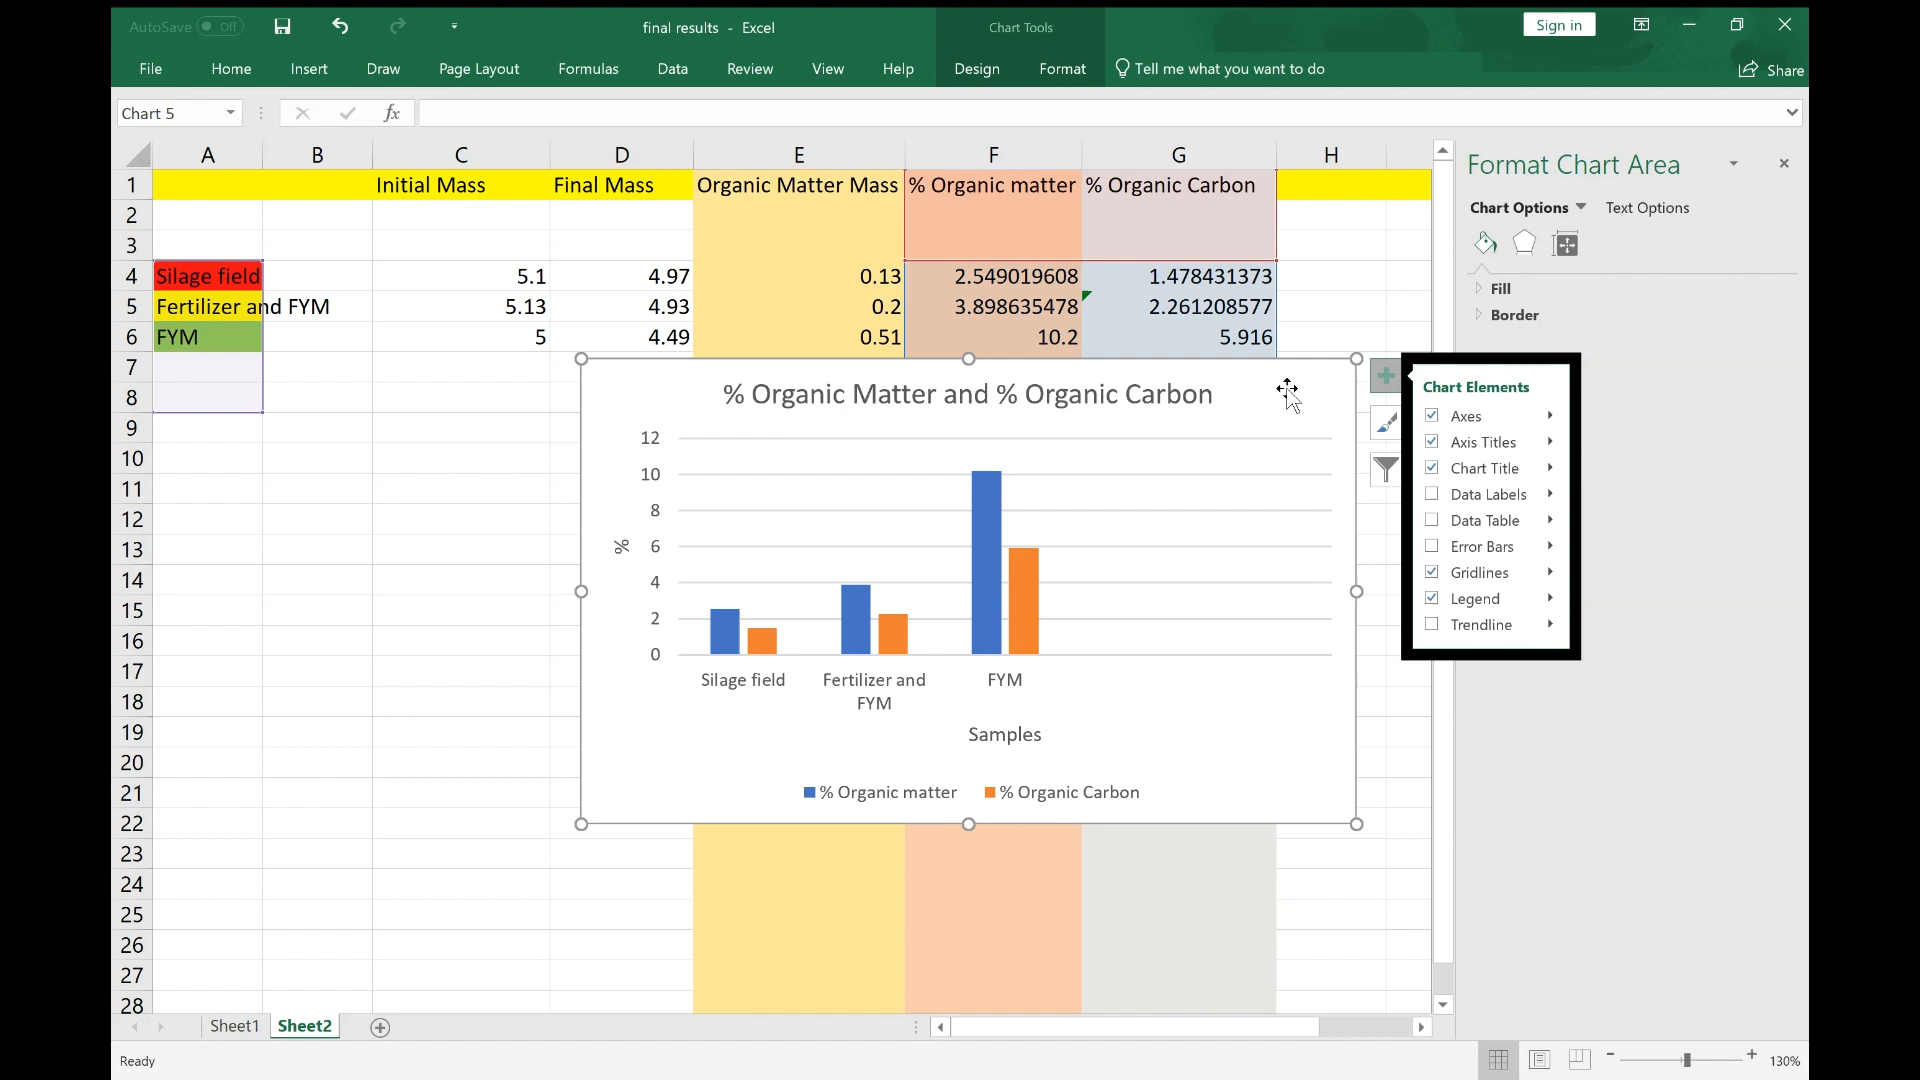 AutoSave Off final results - Excel Chart Tools Sign in
File Home Insert Draw Page Layout Formulas Data Review View Help Design Format Tell me what you want to do Share
Chart 5 fx
A B C D E F G H
1 Initial Mass Final Mass Organic Matter Mass % Organic matter % Organic Carbon
2
3
4 Silage field 5.1 4.97 0.13 2.549019608 1.478431373
5 Fertilizer and FYM 5.13 4.93 0.2 3.898635478 2.261208577
6 FYM 5 4.49 0.51 10.2 5.916
7
8
9
10
11
12
13
14
15
16
17
18
19
20
21
22
23
24
25
26
27
28
% Organic Matter and % Organic Carbon
12
10
8
6
4
2
0
%
Silage field Fertilizer and FYM
FYM
Samples
% Organic matter % Organic Carbon
Chart Elements
Axes
Axis Titles
Chart Title
Data Labels
Data Table
Error Bars
Gridlines
Legend
Trendline
Format Chart Area
Chart Options Text Options
Fill
Border
Sheet1 Sheet2
Ready 130%